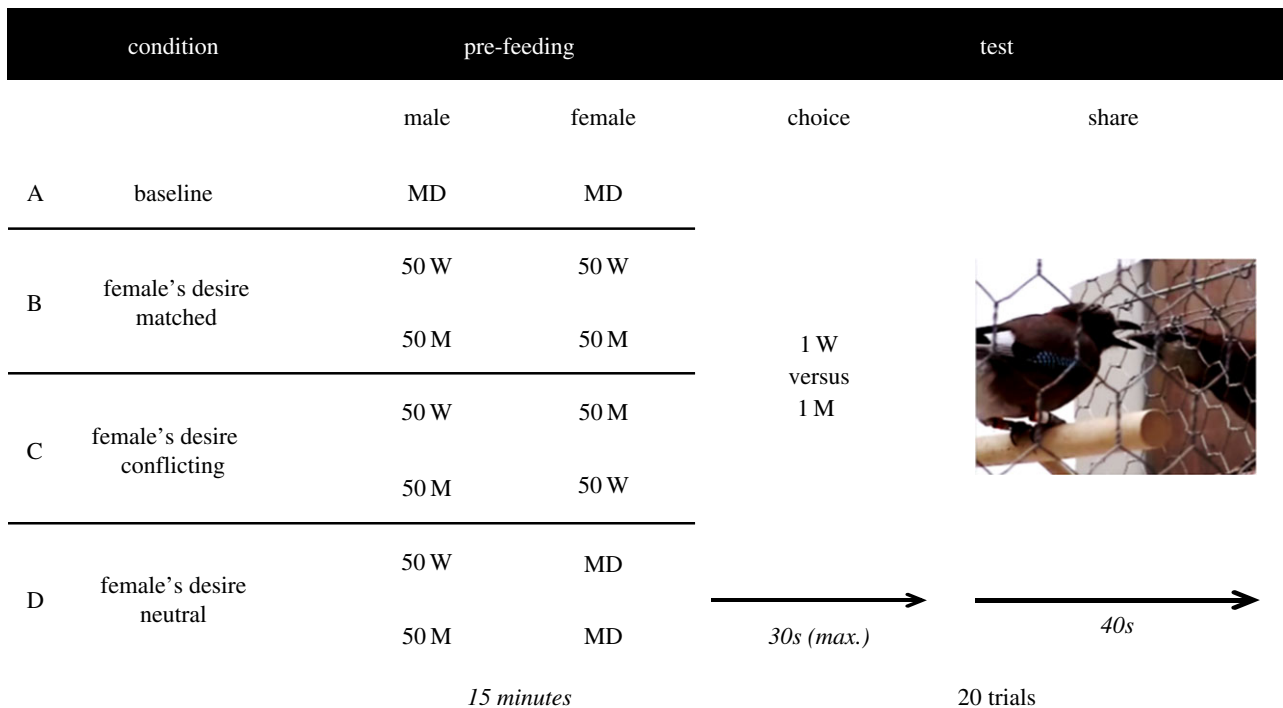 condition pre-feeding test
male female choice share
A baseline MD MD
50 W 50 W
B female's desire
matched
50 M 50 M
1 W
versus
1 M
50 W 50 M
C female's desire
conflicting
50 M 50 W
50 W MD
D female's desire
neutral
50 M MD
30s (max.) 40s
15 minutes 20 trials